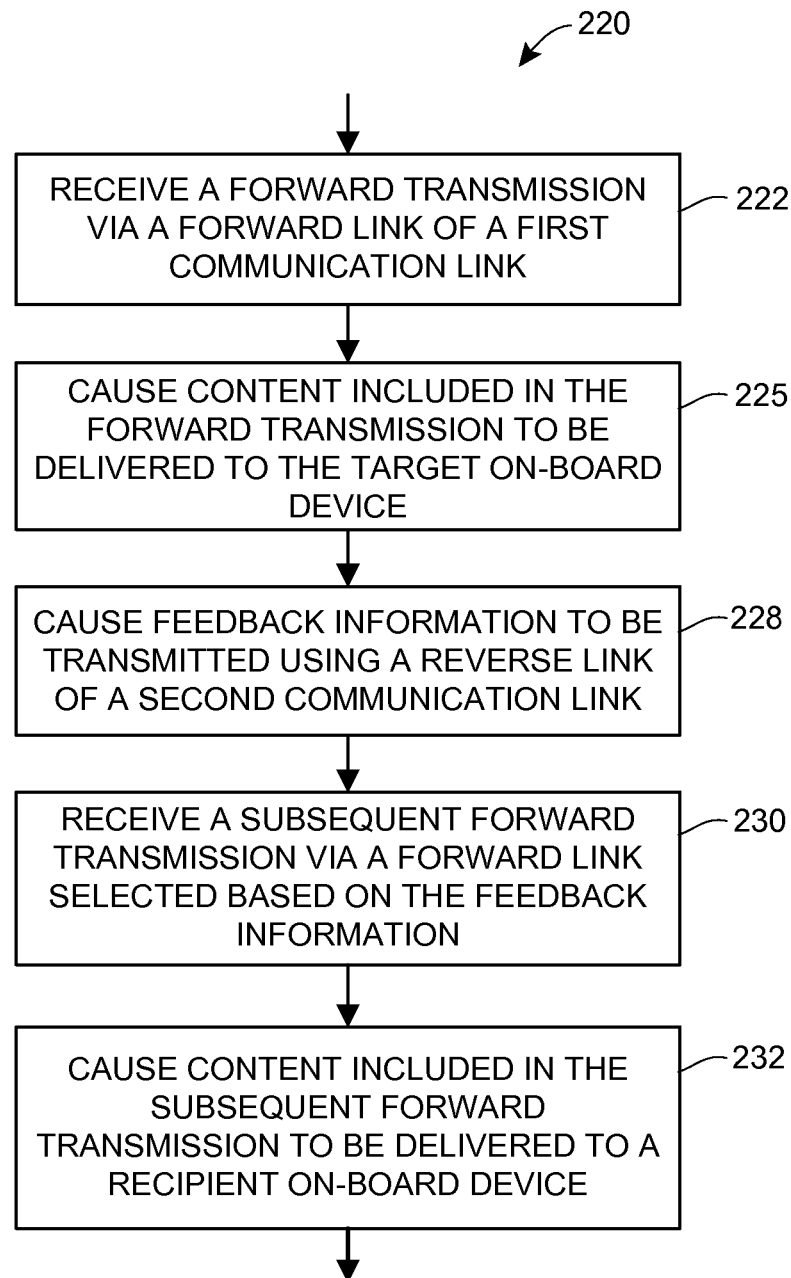 220
RECEIVE A FORWARD TRANSMISSION
VIA A FORWARD LINK OF A FIRST
COMMUNICATION LINK
222
CAUSE CONTENT INCLUDED IN THE
FORWARD TRANSMISSION TO BE
DELIVERED TO THE TARGET ON-BOARD
DEVICE
225
CAUSE FEEDBACK INFORMATION TO BE
TRANSMITTED USING A REVERSE LINK
OF A SECOND COMMUNICATION LINK
228
RECEIVE A SUBSEQUENT FORWARD
TRANSMISSION VIA A FORWARD LINK
SELECTED BASED ON THE FEEDBACK
INFORMATION
230
CAUSE CONTENT INCLUDED IN THE
SUBSEQUENT FORWARD
TRANSMISSION TO BE DELIVERED TO A
RECIPIENT ON-BOARD DEVICE
232